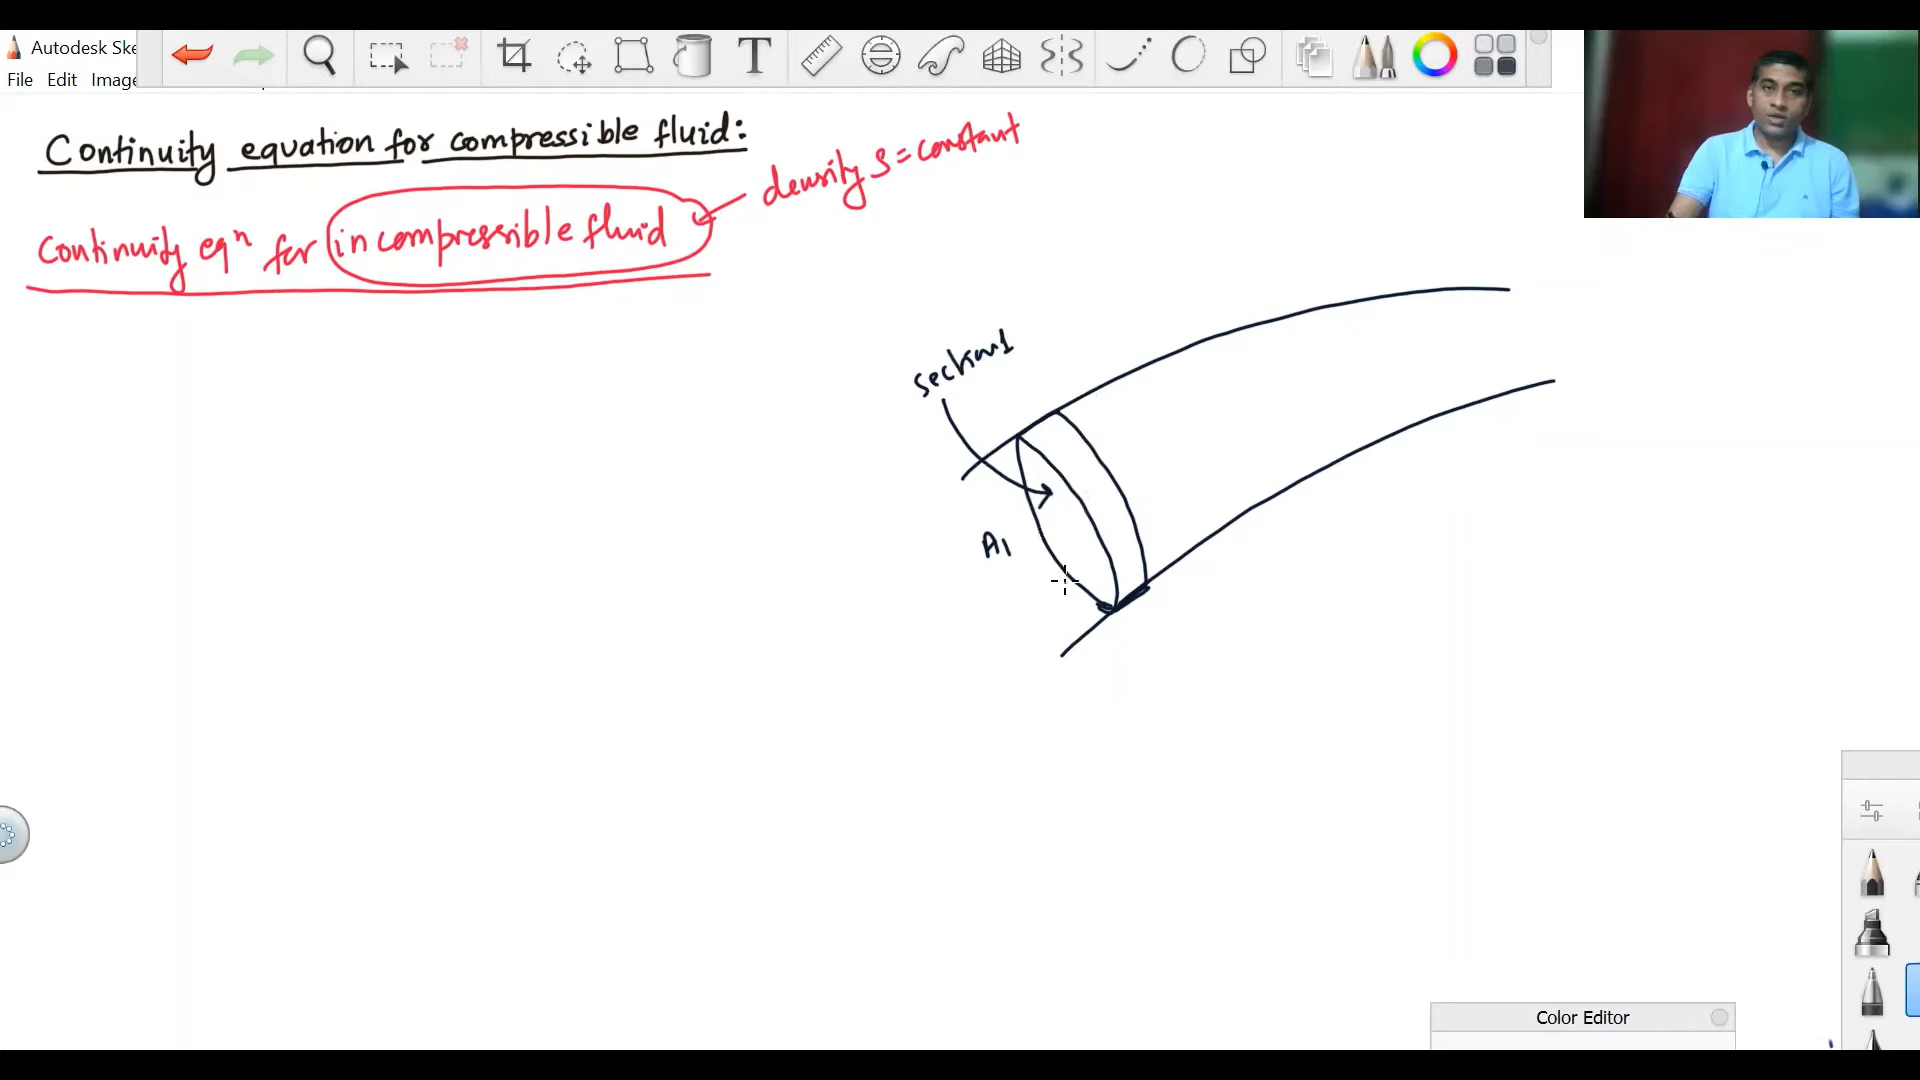 Autodesk Ske
File Edit Image
T
Continuity equation for compressible fluid:
density ρ = constant
Continuity eqⁿ for incompressible fluid
section 1
A1
Color Editor